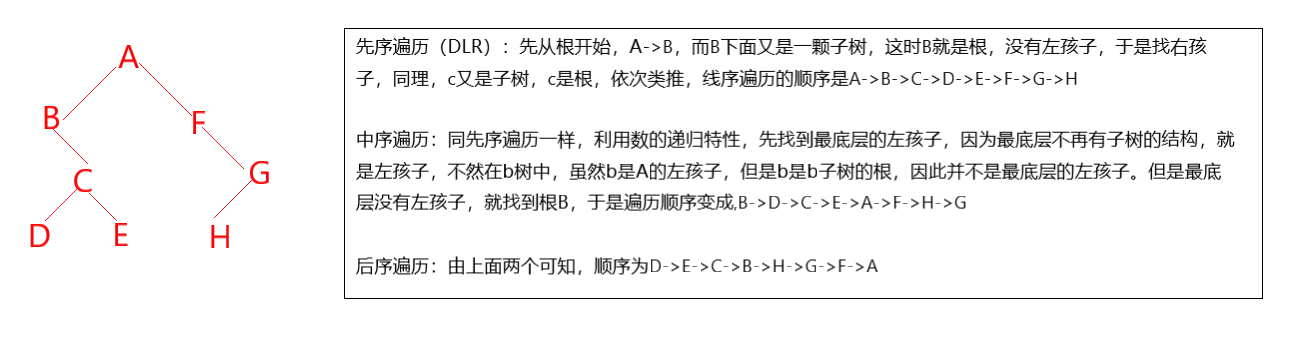 A
B
F
C
G
D
E
H
先序遍历（DLR）：先从根开始，A->B，而B下面又是一颗子树，这时B就是根，没有左孩子，于是找右孩
子，同理，c又是子树，c是根，依次类推，线序遍历的顺序是A->B->C->D->E->F->G->H
中序遍历：同先序遍历一样，利用数的递归特性，先找到最底层的左孩子，因为最底层不再有子树的结构，就
是左孩子，不然在b树中，虽然b是A的左孩子，但是b是b子树的根，因此并不是最底层的左孩子。但是最底
层没有左孩子，就找到根B，于是遍历顺序变成,B->D->C->E->A->F->H->G
后序遍历：由上面两个可知，顺序为D->E->C->B->H->G->F->A